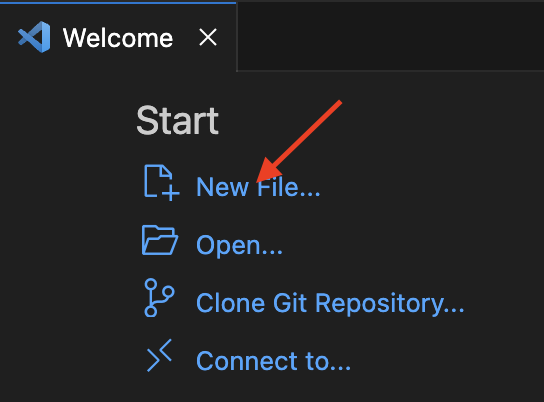 Welcome
Start
New File...
Open...
Clone Git Repository...
Connect to...